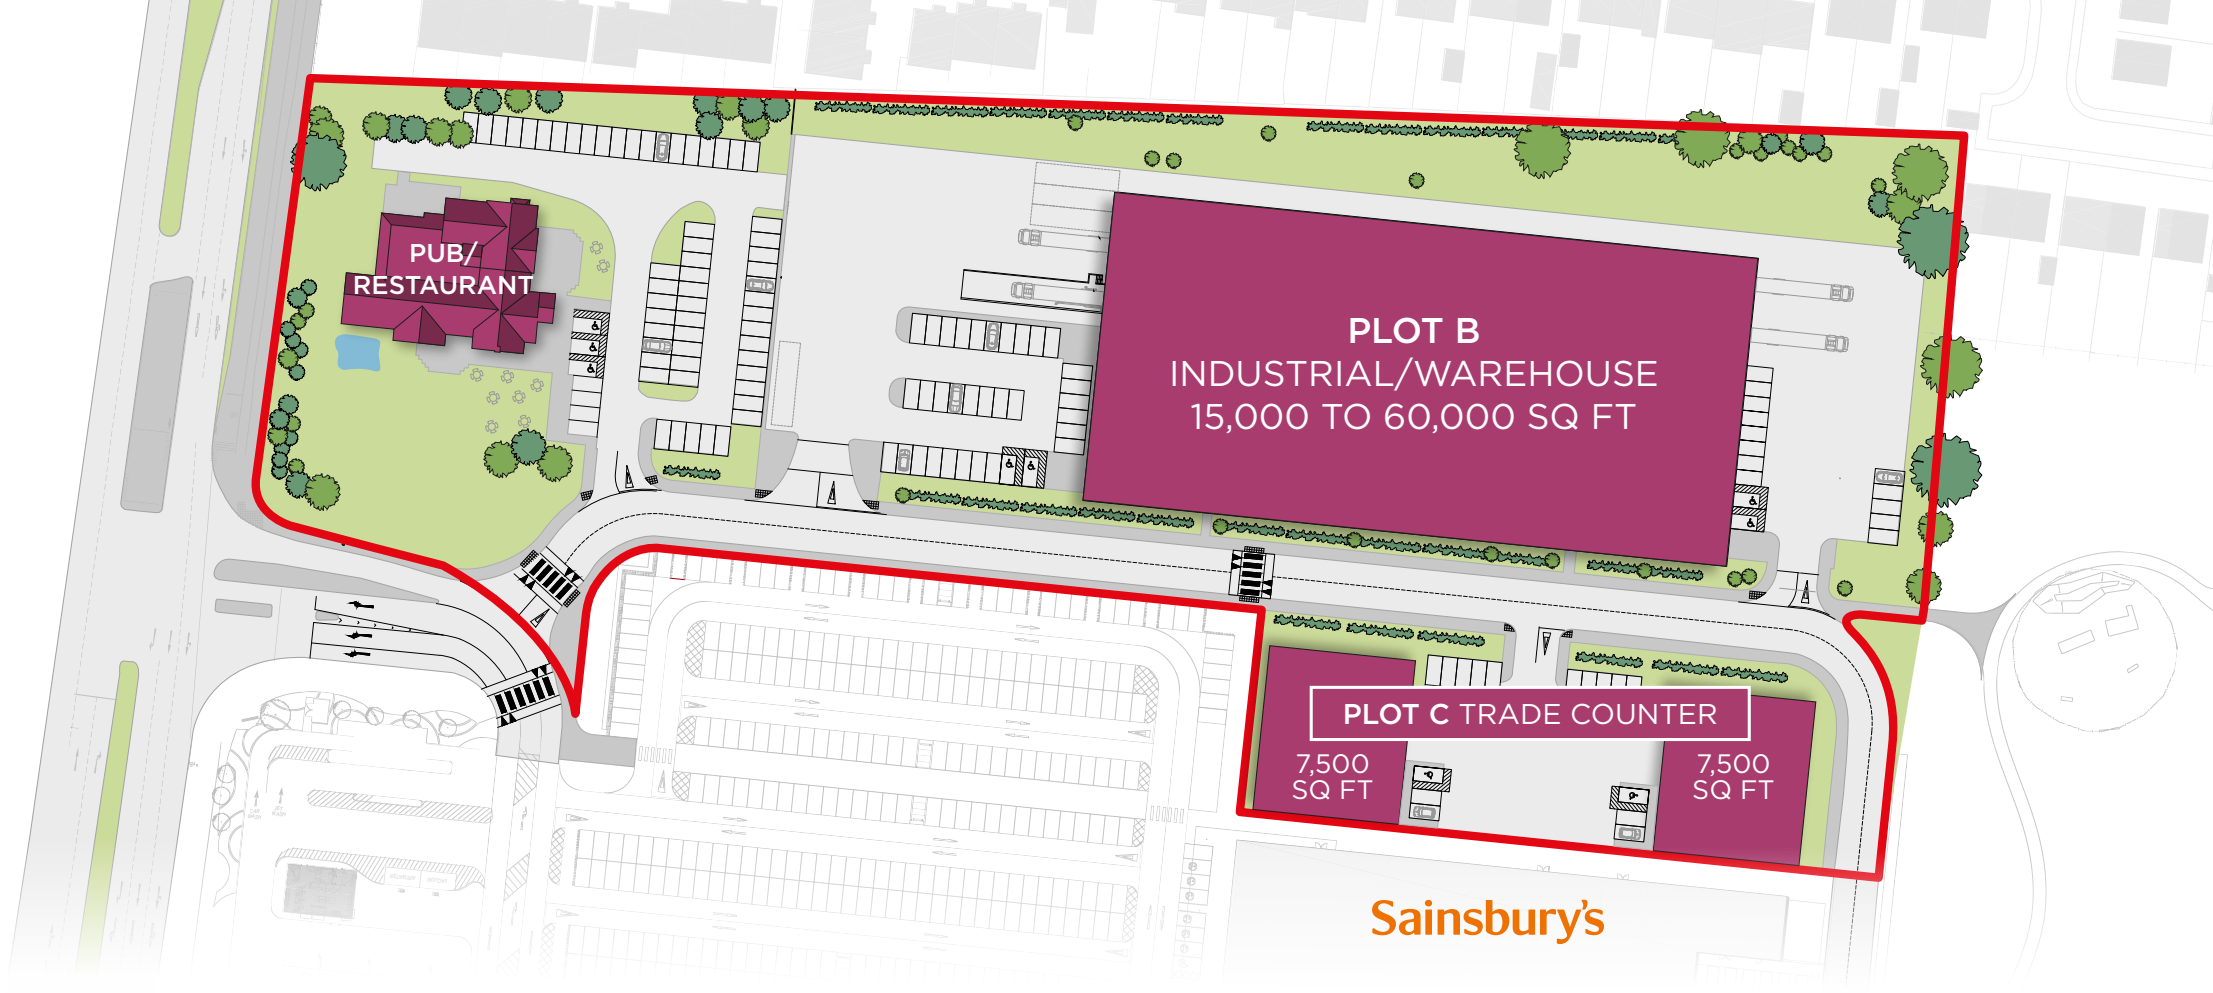 PUB/
RESTAURANT
PLOT B
INDUSTRIAL/WAREHOUSE
15,000 TO 60,000 SQ FT
PLOT C TRADE COUNTER
7,500
SQ FT
7,500
SQ FT
Sainsbury's